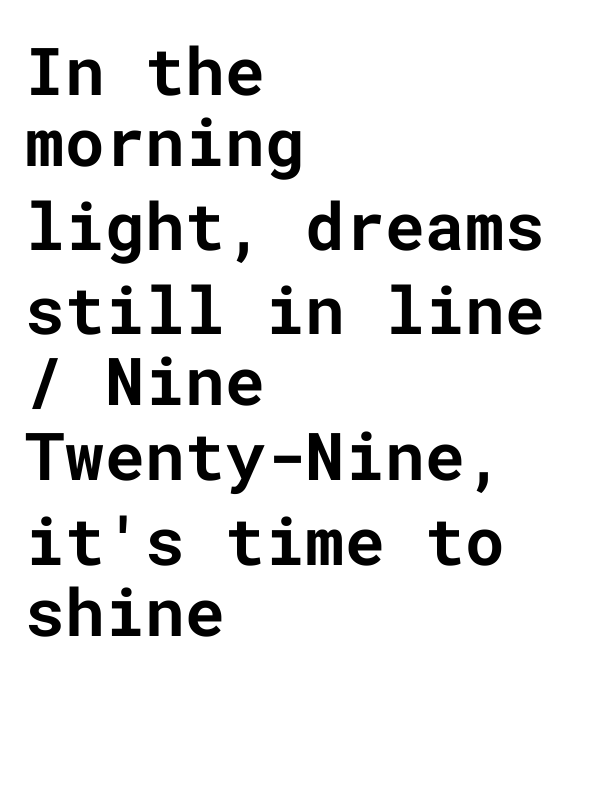 In the
morning
light, dreams
still in line
/ Nine
Twenty-Nine,
it's time to
shine